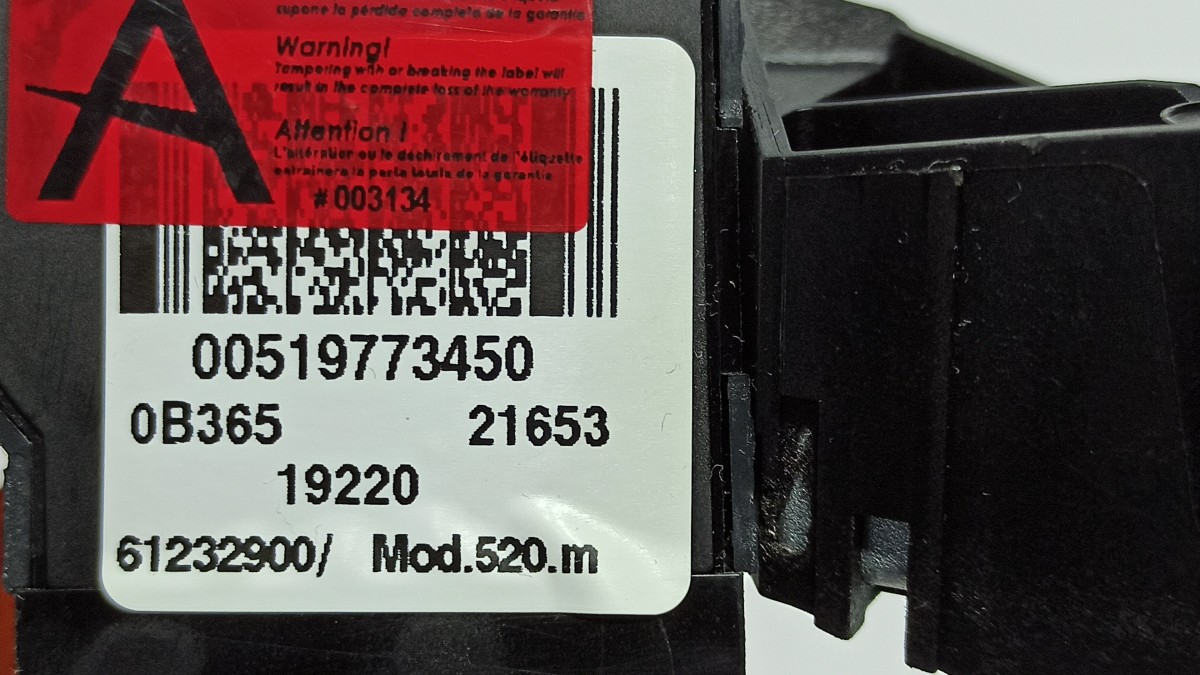 supone la pérdida completa de la garantía
Warning!
Tampering with or breaking the label will
result in the complete loss of the warranty
Attention !
L'altération ou le déchirement de l'étiquette
entrainera la perte totale de la garantie
#003134
00519773450
0B365 21653
19220
61232900/ Mod.520.m